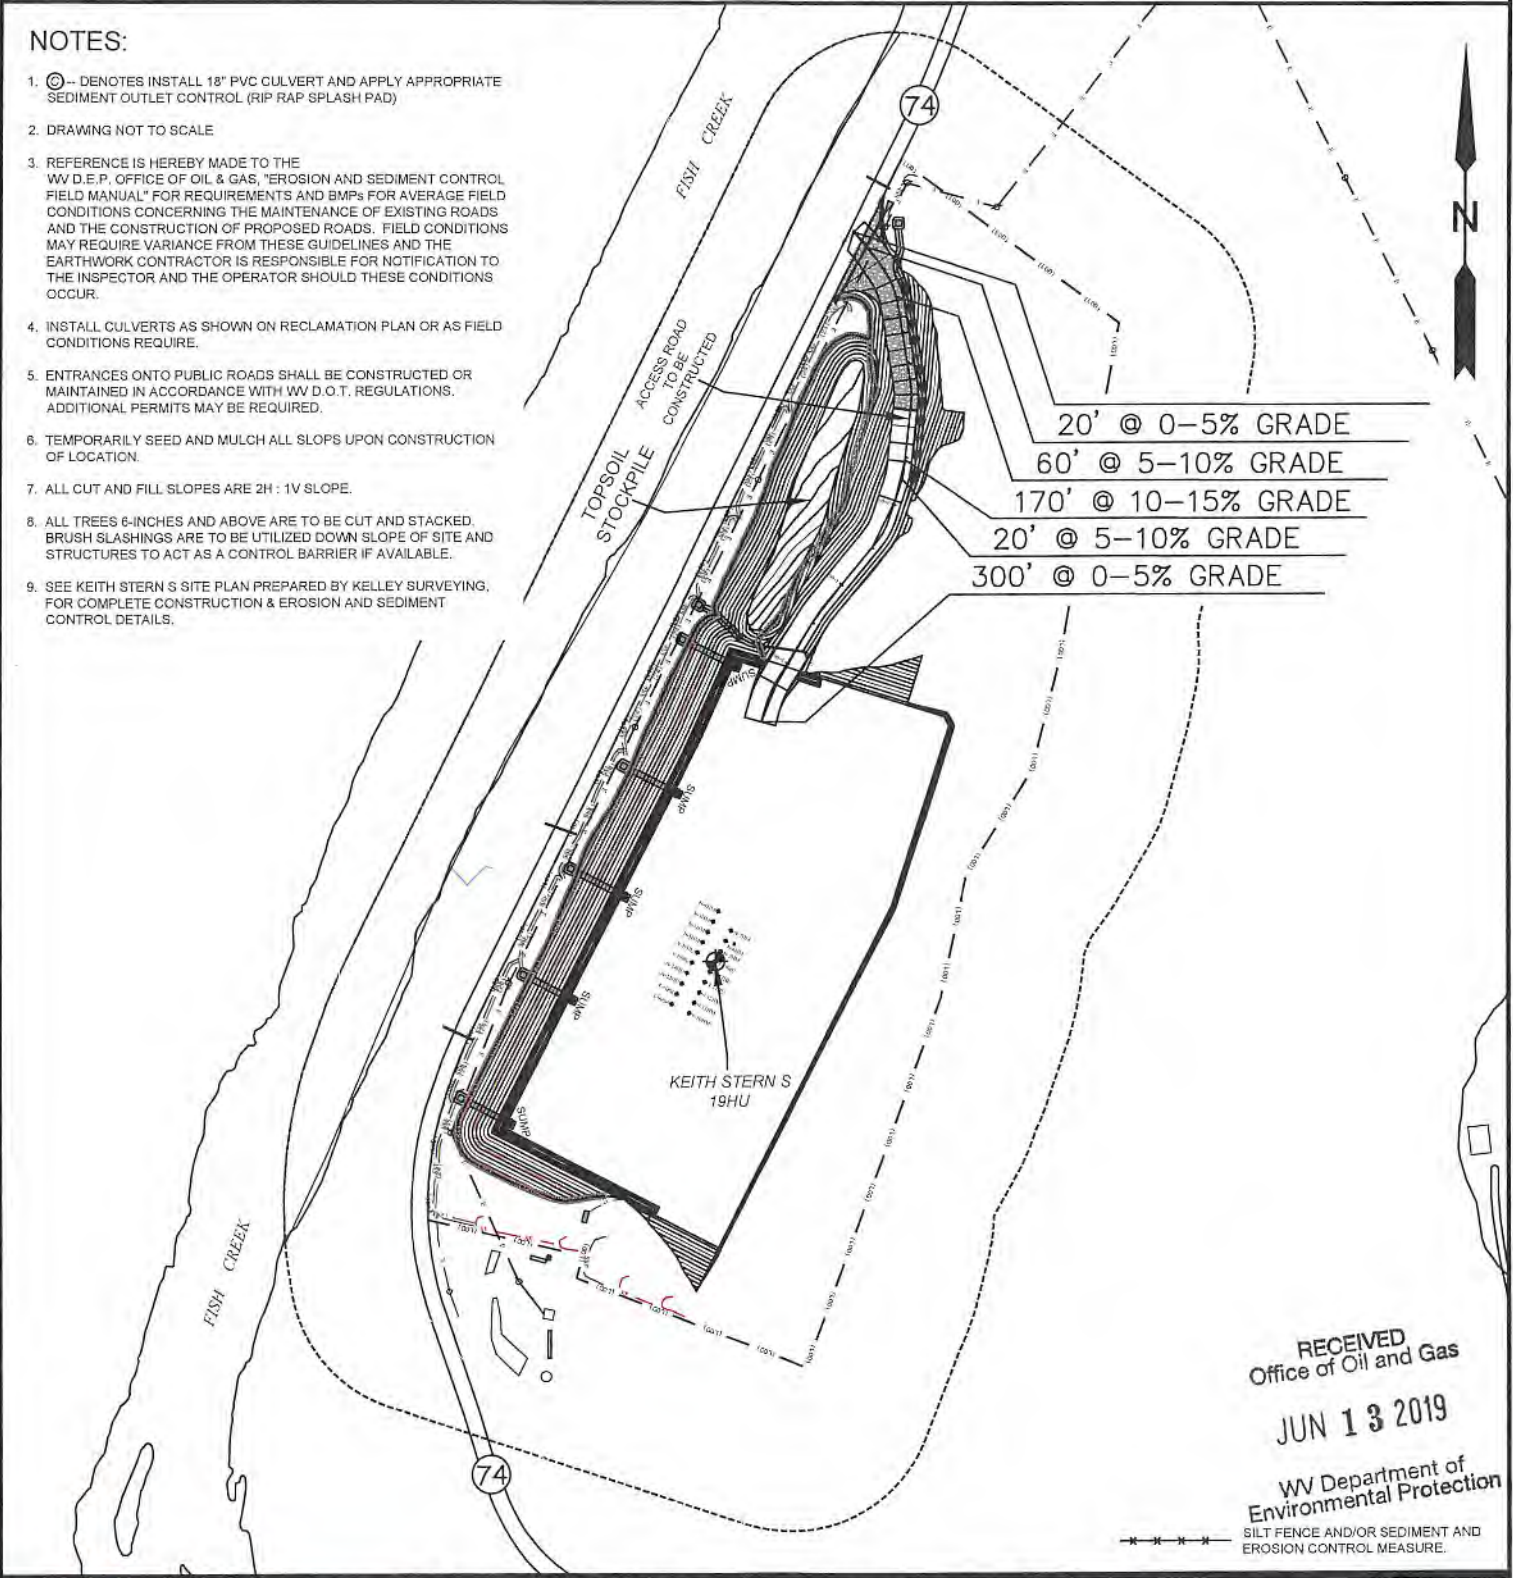 NOTES:
1. Ⓒ-- DENOTES INSTALL 18" PVC CULVERT AND APPLY APPROPRIATE
SEDIMENT OUTLET CONTROL (RIP RAP SPLASH PAD)
2. DRAWING NOT TO SCALE
3. REFERENCE IS HEREBY MADE TO THE
WV D.E.P. OFFICE OF OIL & GAS, "EROSION AND SEDIMENT CONTROL
FIELD MANUAL" FOR REQUIREMENTS AND BMPs FOR AVERAGE FIELD
CONDITIONS CONCERNING THE MAINTENANCE OF EXISTING ROADS
AND THE CONSTRUCTION OF PROPOSED ROADS. FIELD CONDITIONS
MAY REQUIRE VARIANCE FROM THESE GUIDELINES AND THE
EARTHWORK CONTRACTOR IS RESPONSIBLE FOR NOTIFICATION TO
THE INSPECTOR AND THE OPERATOR SHOULD THESE CONDITIONS
OCCUR.
4. INSTALL CULVERTS AS SHOWN ON RECLAMATION PLAN OR AS FIELD
CONDITIONS REQUIRE.
5. ENTRANCES ONTO PUBLIC ROADS SHALL BE CONSTRUCTED OR
MAINTAINED IN ACCORDANCE WITH WV D.O.T. REGULATIONS.
ADDITIONAL PERMITS MAY BE REQUIRED.
6. TEMPORARILY SEED AND MULCH ALL SLOPS UPON CONSTRUCTION
OF LOCATION.
7. ALL CUT AND FILL SLOPES ARE 2H : 1V SLOPE.
8. ALL TREES 6-INCHES AND ABOVE ARE TO BE CUT AND STACKED.
BRUSH SLASHINGS ARE TO BE UTILIZED DOWN SLOPE OF SITE AND
STRUCTURES TO ACT AS A CONTROL BARRIER IF AVAILABLE.
9. SEE KEITH STERN S SITE PLAN PREPARED BY KELLEY SURVEYING,
FOR COMPLETE CONSTRUCTION & EROSION AND SEDIMENT
CONTROL DETAILS.
FISH CREEK
74
N
ACCESS ROAD
TO BE
CONSTRUCTED
TOPSOIL
STOCKPILE
20' @ 0-5% GRADE
60' @ 5-10% GRADE
170' @ 10-15% GRADE
20' @ 5-10% GRADE
300' @ 0-5% GRADE
SUMP
SUMP
SUMP
SUMP
SUMP
KEITH STERN S
19HU
FISH CREEK
74
RECEIVED
Office of Oil and Gas
JUN 13 2019
WV Department of
Environmental Protection
SILT FENCE AND/OR SEDIMENT AND
EROSION CONTROL MEASURE.